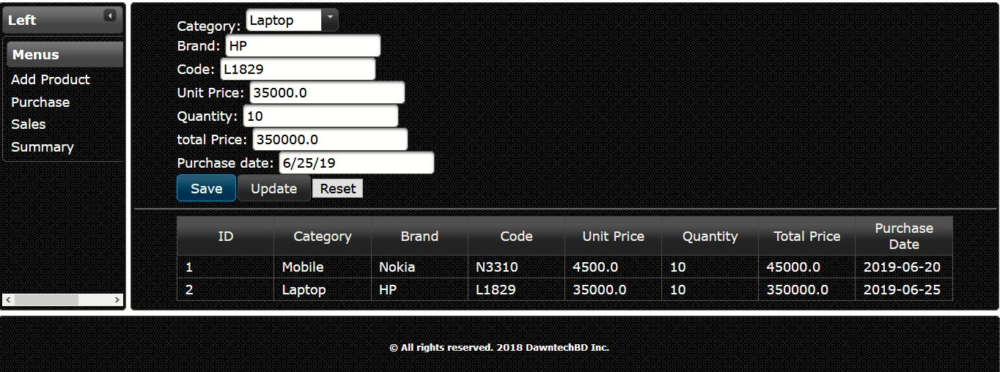 Left
Menus
Add Product
Purchase
Sales
Summary
Category: Laptop
Brand: HP
Code: L1829
Unit Price: 35000.0
Quantity: 10
total Price: 350000.0
Purchase date: 6/25/19
Save Update Reset
ID Category Brand Code Unit Price Quantity Total Price Purchase Date
1 Mobile Nokia N3310 4500.0 10 45000.0 2019-06-20
2 Laptop HP L1829 35000.0 10 350000.0 2019-06-25
© All rights reserved. 2018 DawntechBD Inc.